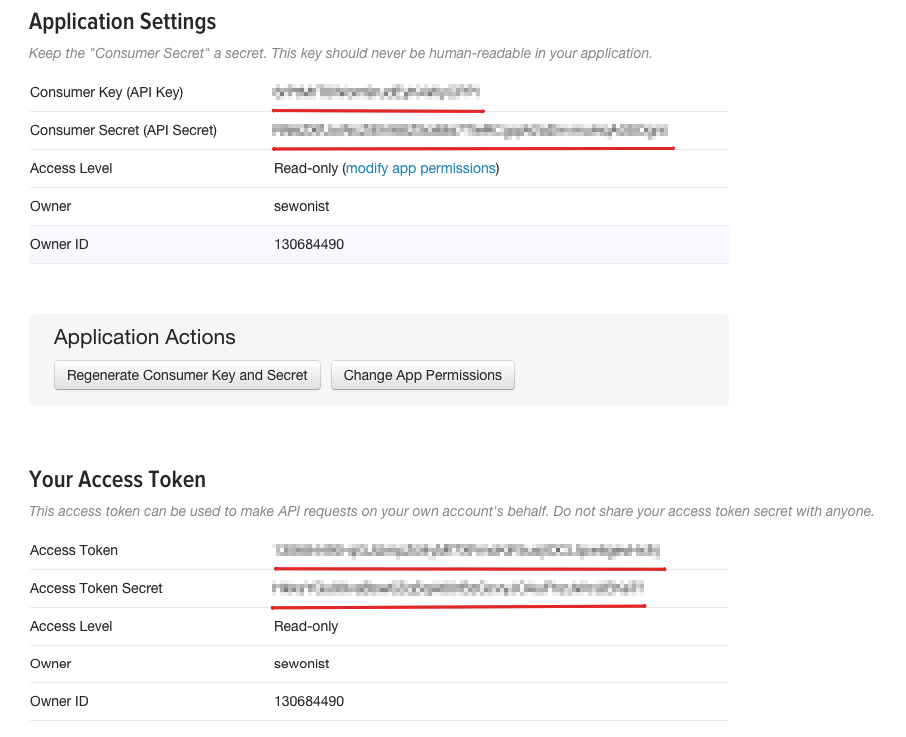 Application Settings
Keep the "Consumer Secret" a secret. This key should never be human-readable in your application.
Consumer Key (API Key)
Consumer Secret (API Secret)
Access Level Read-only (modify app permissions)
Owner sewonist
Owner ID 130684490
Application Actions
Regenerate Consumer Key and Secret Change App Permissions
Your Access Token
This access token can be used to make API requests on your own account's behalf. Do not share your access token secret with anyone.
Access Token
Access Token Secret
Access Level Read-only
Owner sewonist
Owner ID 130684490